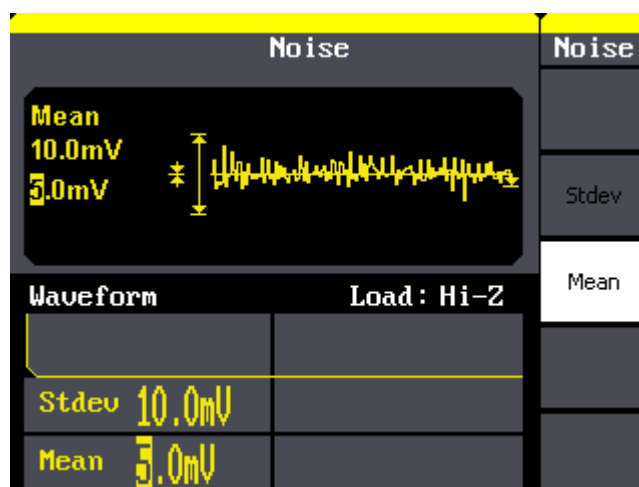 Noise
Noise
Mean
10.0mV
5.0mV
Stdev
Mean
Waveform Load: Hi-Z
Stdev 10.0mV
Mean 5.0mV